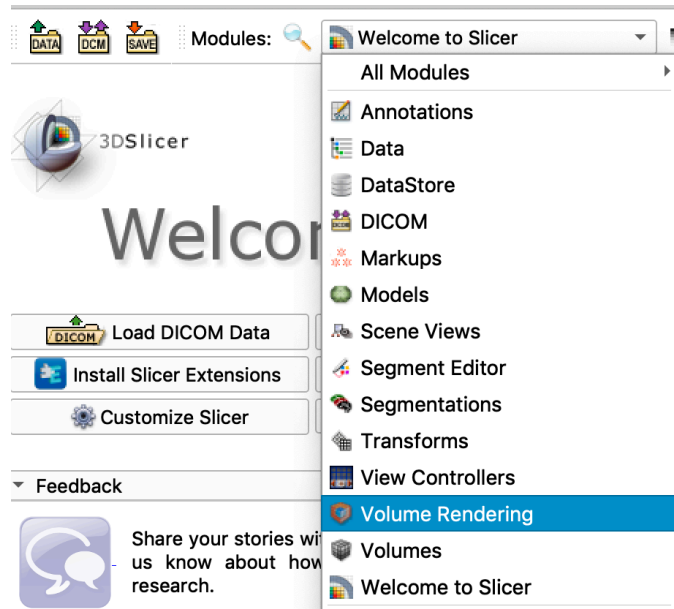 DATA DCM SAVE Modules: Welcome to Slicer
All Modules
Annotations
Data
DataStore
DICOM
Markups
Models
Scene Views
Segment Editor
Segmentations
Transforms
View Controllers
Volume Rendering
Volumes
Welcome to Slicer
3DSlicer
Welco
DICOM Load DICOM Data
Install Slicer Extensions
Customize Slicer
Feedback
Share your stories wi
us know about how
research.